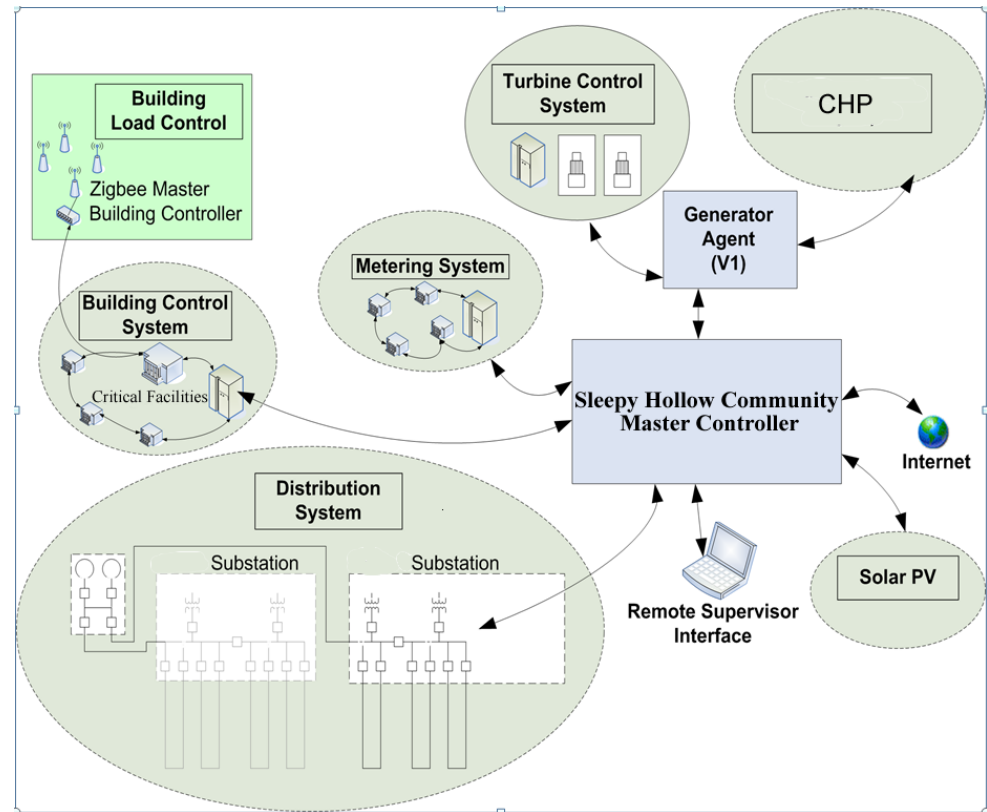 Building
Load Control
Zigbee Master
Building Controller
Turbine Control
System
CHP
Generator
Agent
(V1)
Metering System
Building Control
System
Critical Facilities
Sleepy Hollow Community
Master Controller
Internet
Distribution
System
Substation
Substation
Solar PV
Remote Supervisor
Interface